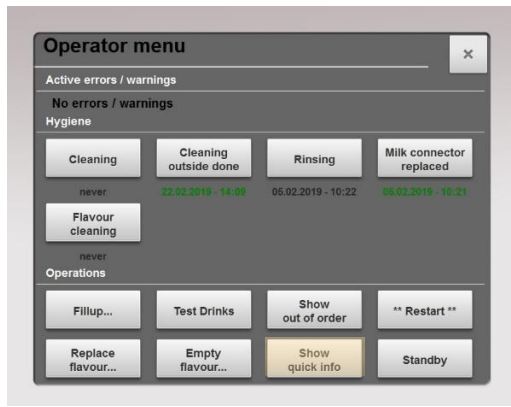 Operator menu
×
Active errors / warnings
No errors / warnings
Hygiene
Cleaning
Cleaning
outside done
Rinsing
Milk connector
replaced
never
22.02.2019 - 14:09
05.02.2019 - 10:22
05.02.2019 - 10:21
Flavour
cleaning
never
Operations
Fillup...
Test Drinks
Show
out of order
** Restart **
Replace
flavour...
Empty
flavour...
Show
quick info
Standby